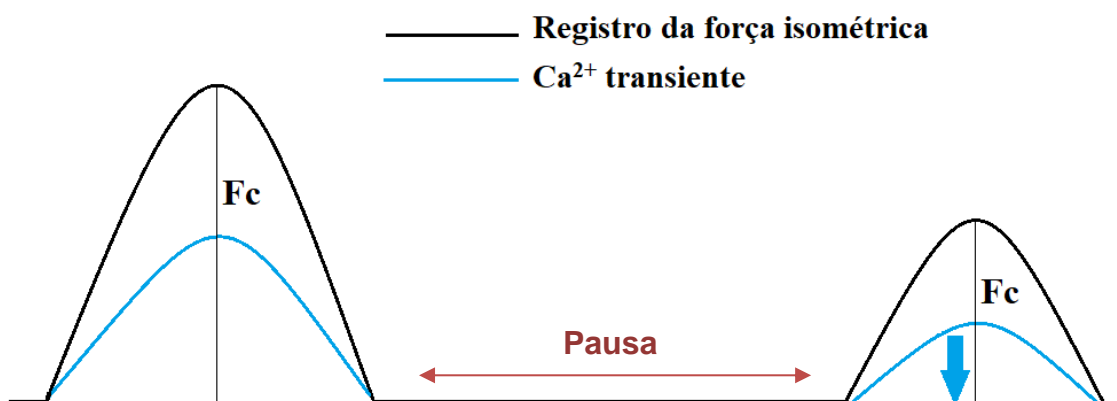 Registro da força isométrica
Ca²⁺ transiente
Fc
Fc
Pausa